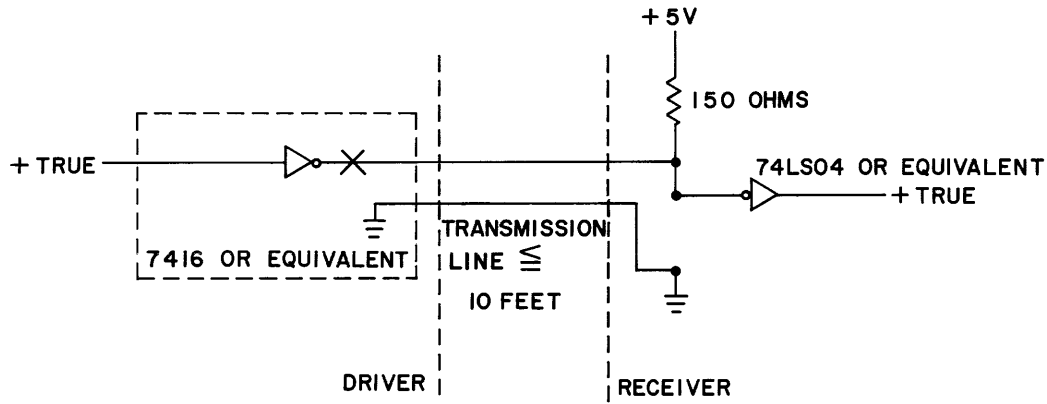 +5V
150 OHMS
+ TRUE
74LS04 OR EQUIVALENT
+ TRUE
7416 OR EQUIVALENT
TRANSMISSION
LINE ≦
10 FEET
DRIVER
RECEIVER